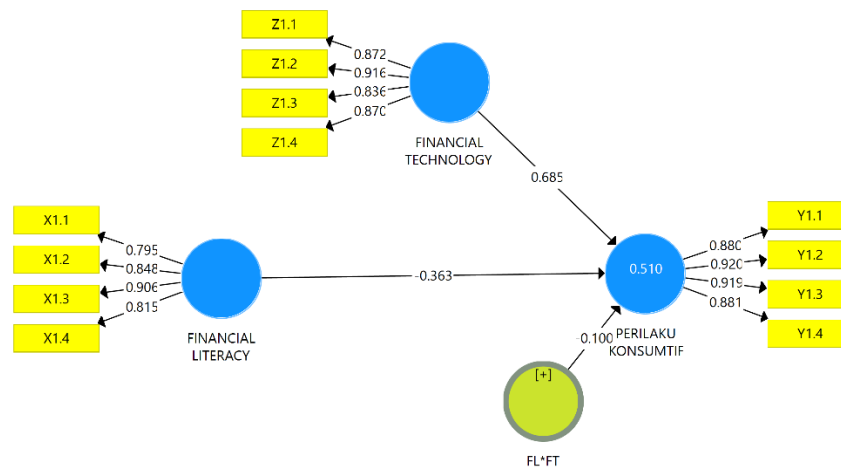 Z1.1
Z1.2
Z1.3
Z1.4
0.872
0.916
0.836
0.870
FINANCIAL
TECHNOLOGY
0.685
X1.1
X1.2
X1.3
X1.4
0.795
0.848
0.906
0.815
FINANCIAL
LITERACY
-0.363
0.510
PERILAKU
KONSUMTIF
0.880
0.920
0.919
0.881
Y1.1
Y1.2
Y1.3
Y1.4
-0.100
[+]
FL*FT